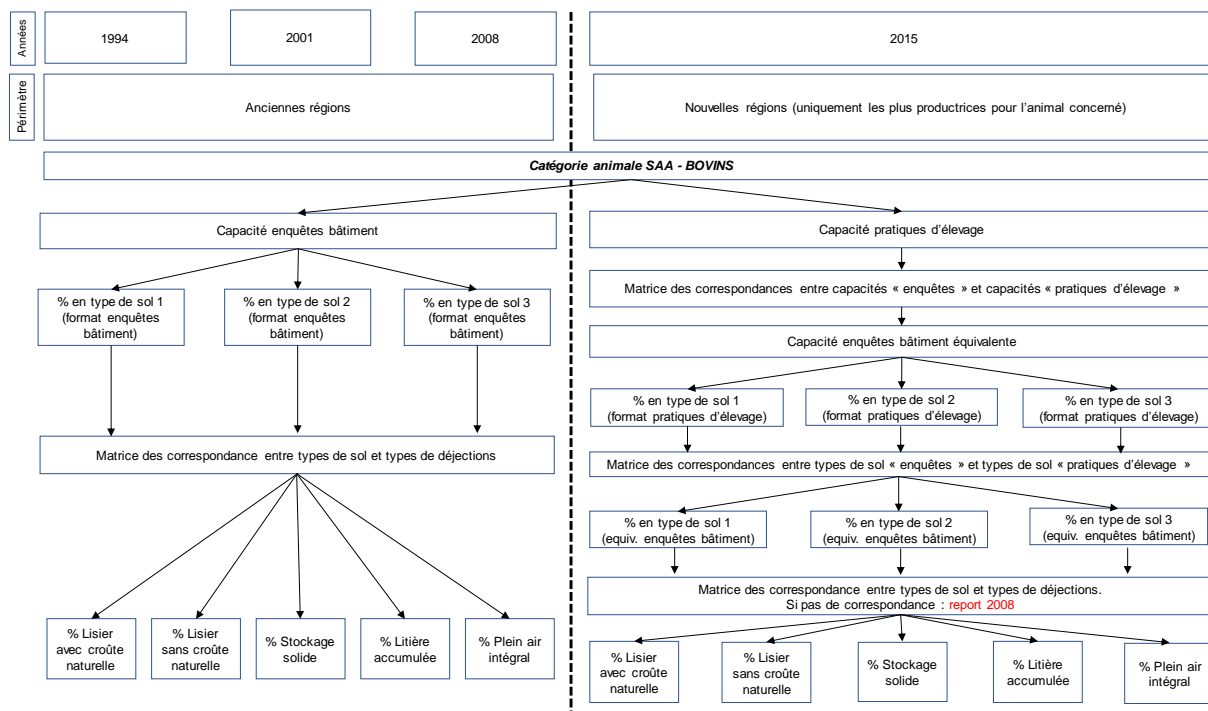 Années
1994
2001
2008
2015
Périmètre
Anciennes régions
Nouvelles régions (uniquement les plus productrices pour l'animal concerné)
Catégorie animale SAA - BOVINS
Capacité enquêtes bâtiment
% en type de sol 1
(format enquêtes
bâtiment)
% en type de sol 2
(format enquêtes
bâtiment)
% en type de sol 3
(format enquêtes
bâtiment)
Matrice des correspondance entre types de sol et types de déjections
% Lisier
avec croûte
naturelle
% Lisier
sans croûte
naturelle
% Stockage
solide
% Litière
accumulée
% Plein air
intégral
Capacité pratiques d'élevage
Matrice des correspondances entre capacités « enquêtes » et capacités « pratiques d'élevage »
Capacité enquêtes bâtiment équivalente
% en type de sol 1
(format pratiques d'élevage)
% en type de sol 2
(format pratiques d'élevage)
% en type de sol 3
(format pratiques d'élevage)
Matrice des correspondances entre types de sol « enquêtes » et types de sol « pratiques d'élevage »
% en type de sol 1
(equiv. enquêtes bâtiment)
% en type de sol 2
(equiv. enquêtes bâtiment)
% en type de sol 3
(equiv. enquêtes bâtiment)
Matrice des correspondance entre types de sol et types de déjections.
Si pas de correspondance : report 2008
% Lisier
avec croûte
naturelle
% Lisier
sans croûte
naturelle
% Stockage
solide
% Litière
accumulée
% Plein air
intégral